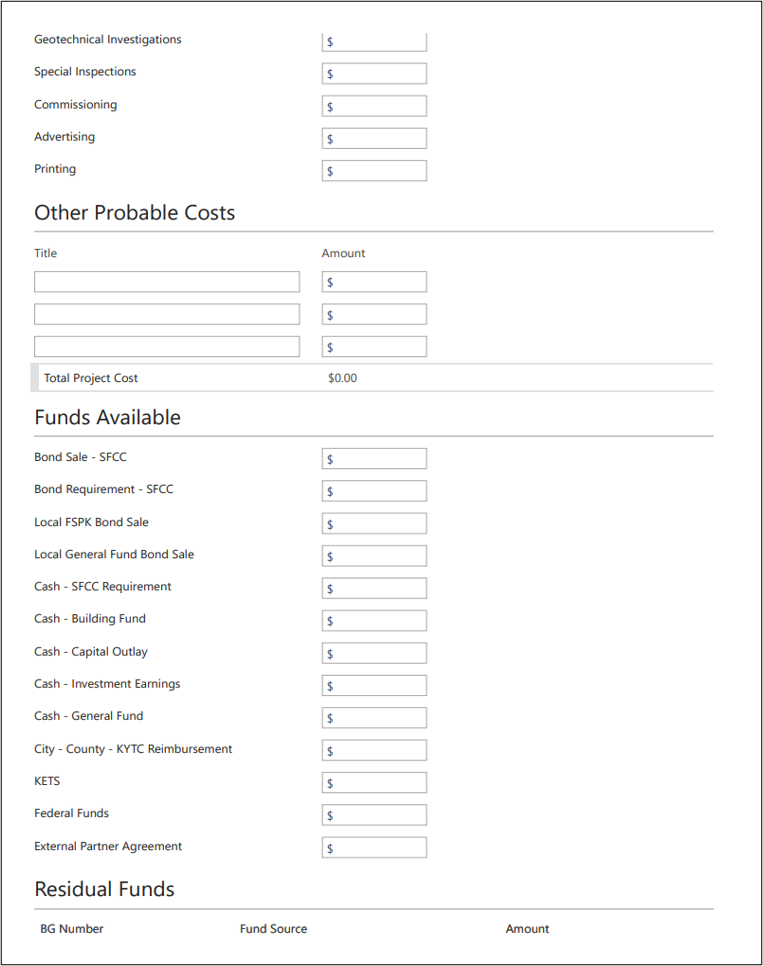 Geotechnical Investigations $
Special Inspections $
Commissioning $
Advertising $
Printing $
Other Probable Costs
Title Amount
$
$
$
Total Project Cost $0.00
Funds Available
Bond Sale - SFCC $
Bond Requirement - SFCC $
Local FSPK Bond Sale $
Local General Fund Bond Sale $
Cash - SFCC Requirement $
Cash - Building Fund $
Cash - Capital Outlay $
Cash - Investment Earnings $
Cash - General Fund $
City - County - KYTC Reimbursement $
KETS $
Federal Funds $
External Partner Agreement $
Residual Funds
BG Number Fund Source Amount